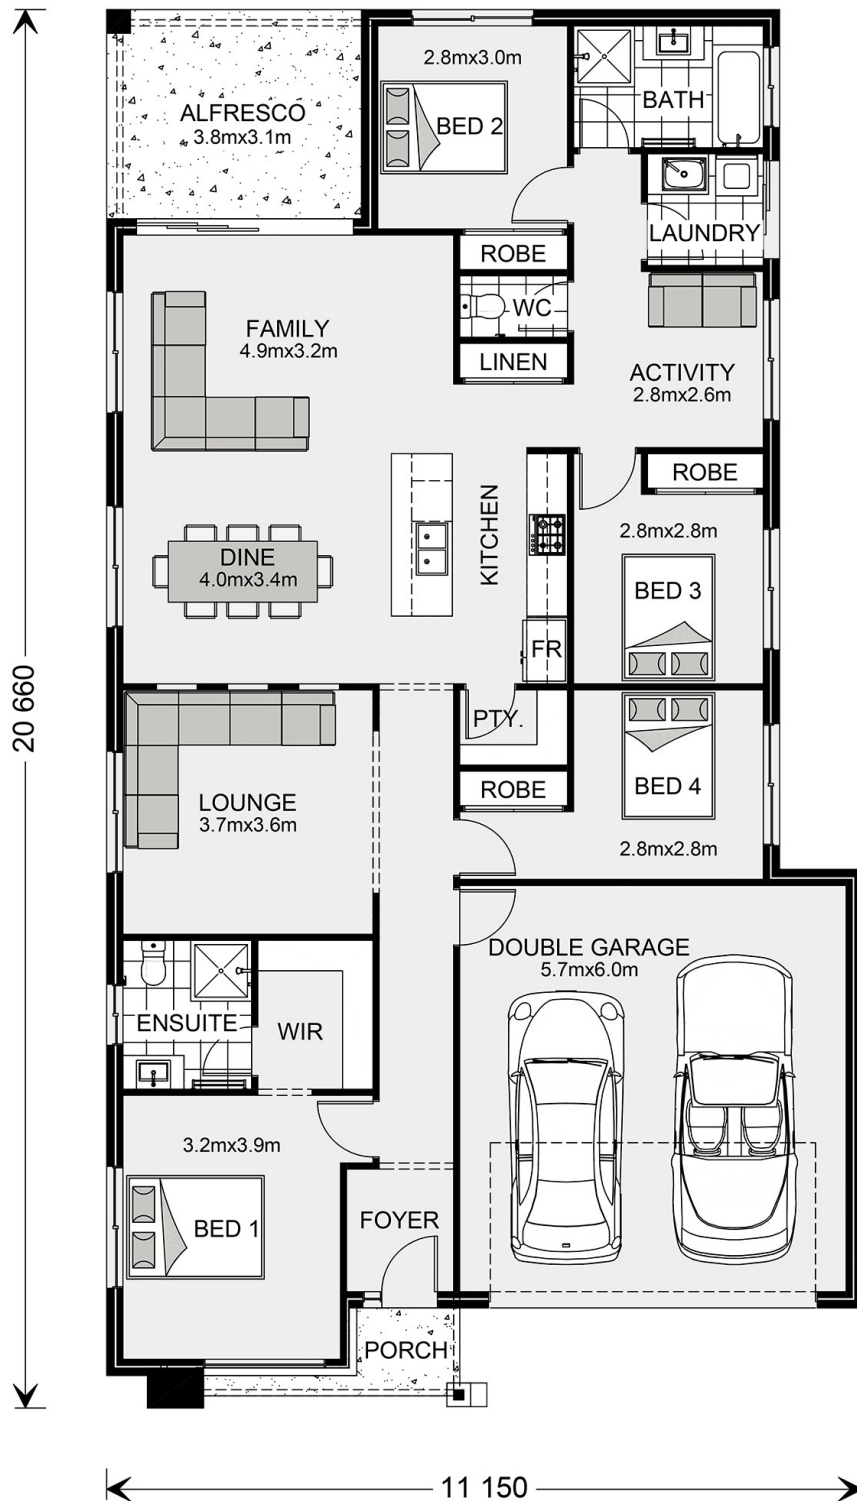 2.8mx3.0m
BED 2
BATH
ALFRESCO
3.8mx3.1m
LAUNDRY
ROBE
WC
LINEN
FAMILY
4.9mx3.2m
ACTIVITY
2.8mx2.6m
ROBE
KITCHEN
2.8mx2.8m
BED 3
DINE
4.0mx3.4m
FR
20 660
PTY.
ROBE
BED 4
2.8mx2.8m
LOUNGE
3.7mx3.6m
DOUBLE GARAGE
5.7mx6.0m
ENSUITE
WIR
3.2mx3.9m
BED 1
FOYER
PORCH
11 150